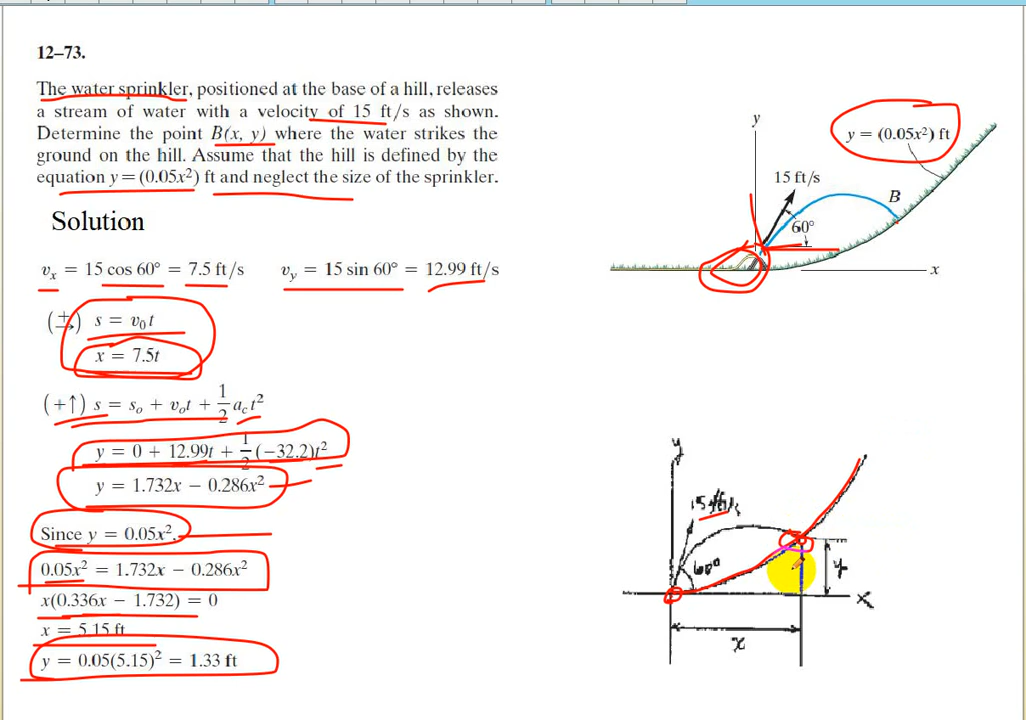 12–73.
The water sprinkler, positioned at the base of a hill, releases
a stream of water with a velocity of 15 ft/s as shown.
Determine the point B(x, y) where the water strikes the
ground on the hill. Assume that the hill is defined by the
equation y = (0.05x²) ft and neglect the size of the sprinkler.
Solution
vₓ = 15 cos 60° = 7.5 ft/s vᵧ = 15 sin 60° = 12.99 ft/s
(±→) s = v₀t
x = 7.5t
(+↑) s = sₒ + vₒt + ½ a_c t²
y = 0 + 12.99t + ½ (−32.2)t²
y = 1.732x − 0.286x²
Since y = 0.05x²,
0.05x² = 1.732x − 0.286x²
x(0.336x − 1.732) = 0
x = 5.15 ft
y = 0.05(5.15)² = 1.33 ft
y
y = (0.05x²) ft
15 ft/s
B
60°
x
y
15 ft/s
60°
y
x
x